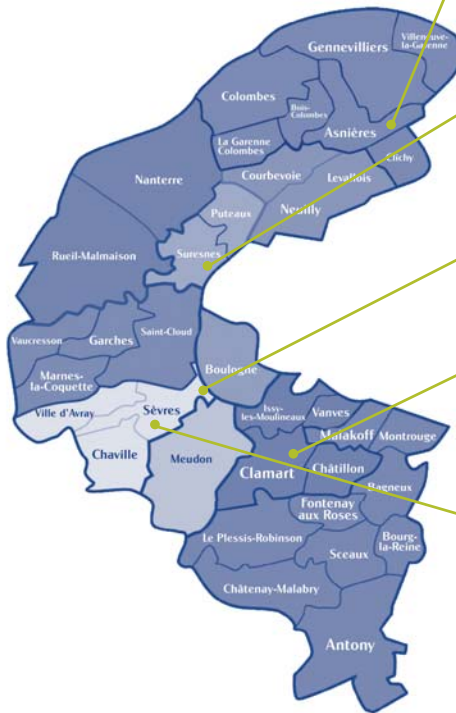 Villeneuve-
la-Garenne
Gennevilliers
Colombes
Bois-
Colombes
Asnières
La Garenne
Colombes
Clichy
Courbevoie
Levallois
Nanterre
Puteaux
Neuilly
Suresnes
Rueil-Malmaison
Saint-Cloud
Vaucresson
Garches
Boulogne
Marnes-
la-Coquette
Ville d'Avray
Sèvres
Issy-
les-Moulineaux
Vanves
Malakoff
Montrouge
Chaville
Meudon
Clamart
Châtillon
Bagneux
Fontenay
aux Roses
Le Plessis-Robinson
Bourg-
la-Reine
Sceaux
Châtenay-Malabry
Antony